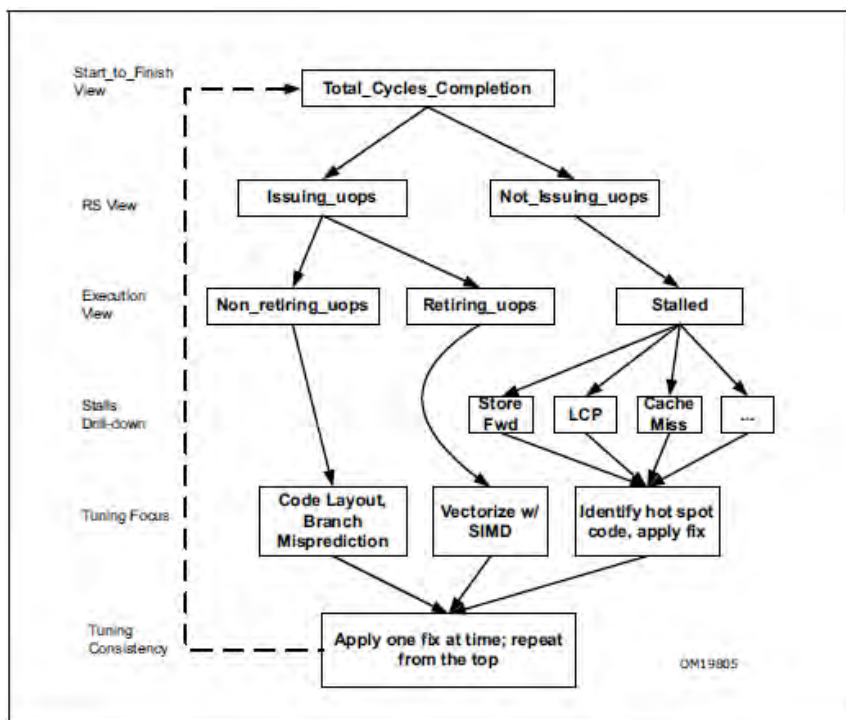 Start_to_Finish
View
Total_Cycles_Completion
RS View
Issuing_uops
Not_Issuing_uops
Execution
View
Non_retiring_uops
Retiring_uops
Stalled
Stalls
Drill-down
Store
Fwd
LCP
Cache
Miss
...
Tuning Focus
Code Layout,
Branch
Misprediction
Vectorize w/
SIMD
Identify hot spot
code, apply fix
Tuning
Consistency
Apply one fix at time; repeat
from the top
OM19805